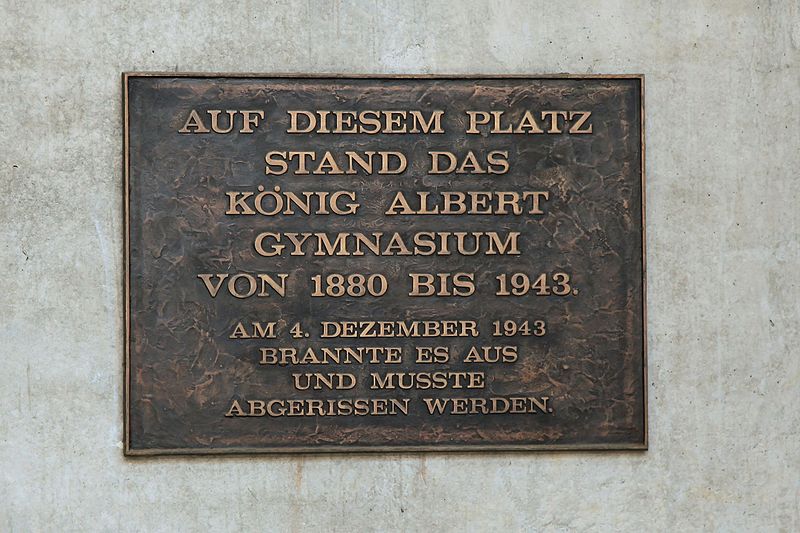 AUF DIESEM PLATZ
STAND DAS
KÖNIG ALBERT
GYMNASIUM
VON 1880 BIS 1943.
AM 4. DEZEMBER 1943
BRANNTE ES AUS
UND MUSSTE
ABGERISSEN WERDEN.